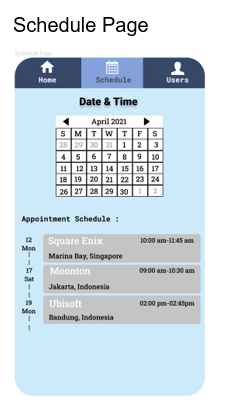 Schedule Page
Schedule Page
Home Schedule Users
Date & Time
April 2021
S M T W T F S
28 29 30 31 1 2 3
4 5 6 7 8 9 10
11 12 13 14 15 16 17
18 19 20 21 22 23 24
26 27 28 29 30 1 2
Appointment Schedule :
12 Mon
Square Enix 10:00 am-11:45 am
Marina Bay, Singapore
17 Sat
Moonton 09:00 am-10:30 am
Jakarta, Indonesia
19 Mon
Ubisoft 02:00 pm-02:45pm
Bandung, Indonesia